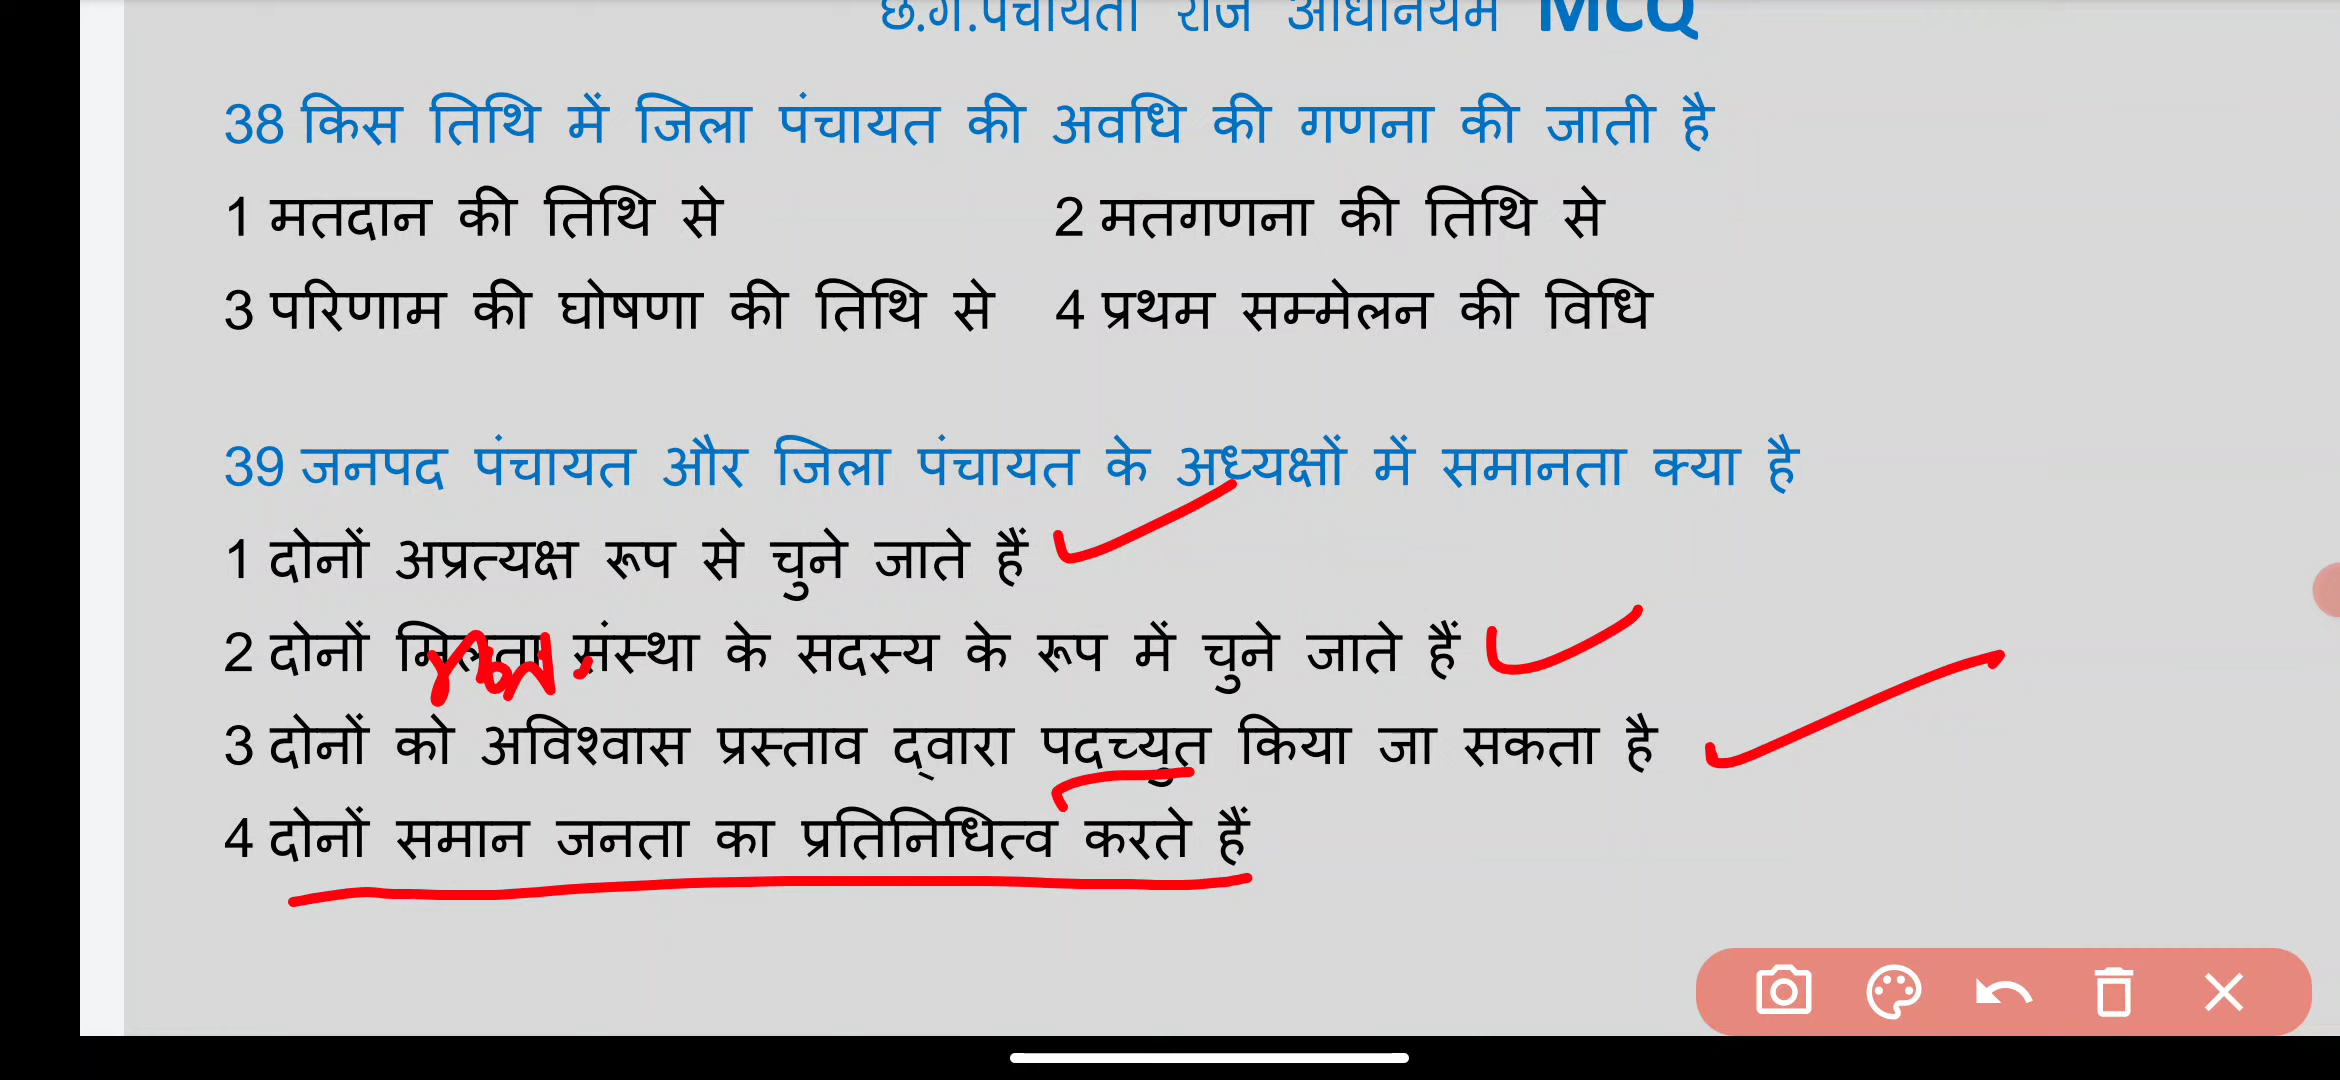 छ.ग.पंचायती राज अधिनियम MCQ
38 किस तिथि में जिला पंचायत की अवधि की गणना की जाती है
1 मतदान की तिथि से 2 मतगणना की तिथि से
3 परिणाम की घोषणा की तिथि से 4 प्रथम सम्मेलन की विधि
39 जनपद पंचायत और जिला पंचायत के अध्यक्षों में समानता क्या है
1 दोनों अप्रत्यक्ष रूप से चुने जाते हैं
2 दोनों संस्था के सदस्य के रूप में चुने जाते हैं
3 दोनों को अविश्वास प्रस्ताव द्वारा पदच्युत किया जा सकता है
4 दोनों समान जनता का प्रतिनिधित्व करते हैं